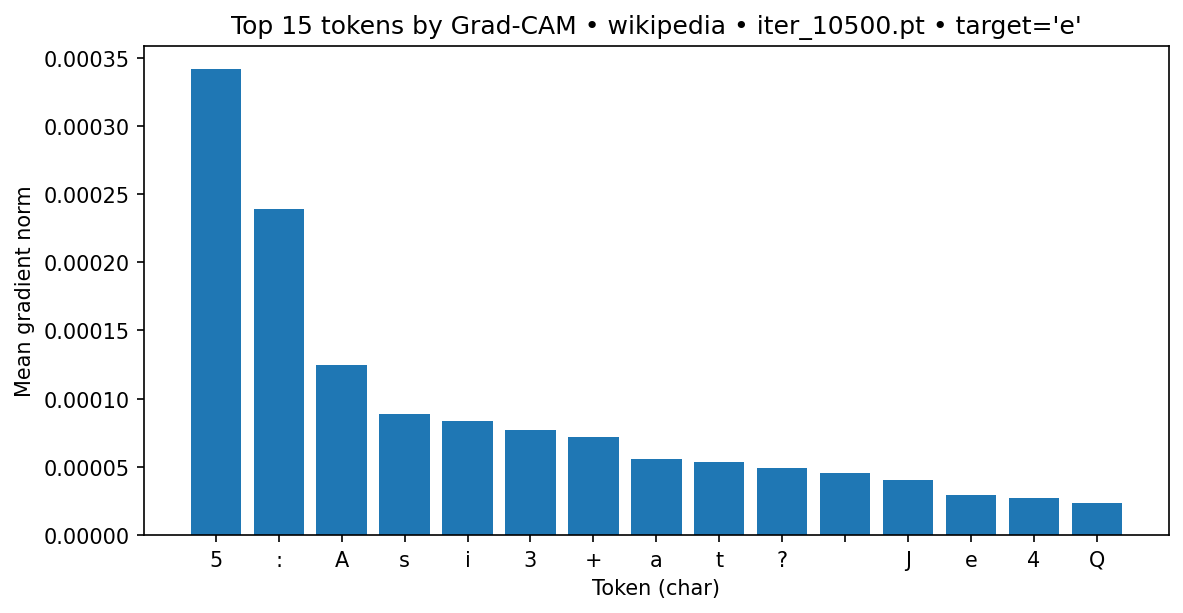 Top 15 tokens by Grad-CAM • wikipedia • iter_10500.pt • target='e'
Mean gradient norm
0.00035
0.00030
0.00025
0.00020
0.00015
0.00010
0.00005
0.00000
5 : A s i 3 + a t ? J e 4 Q
Token (char)